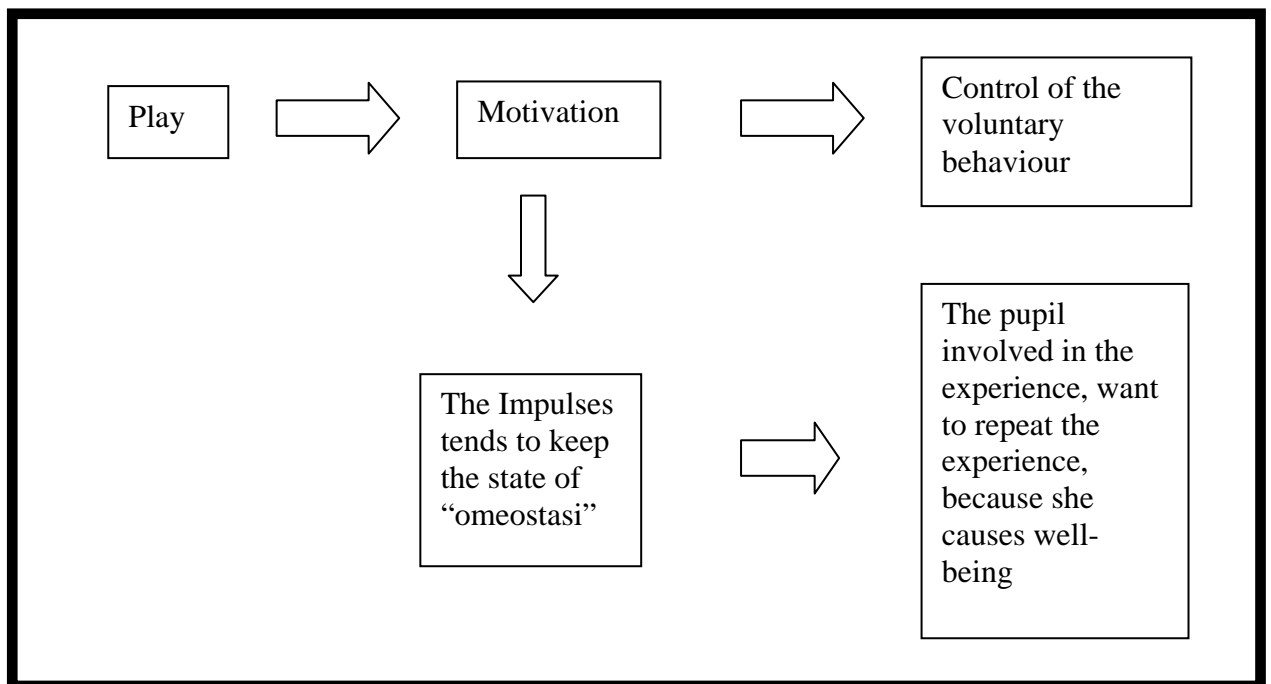 Play
Motivation
Control of the
voluntary
behaviour
The Impulses
tends to keep
the state of
“omeostasi”
The pupil
involved in the
experience, want
to repeat the
experience,
because she
causes well-
being